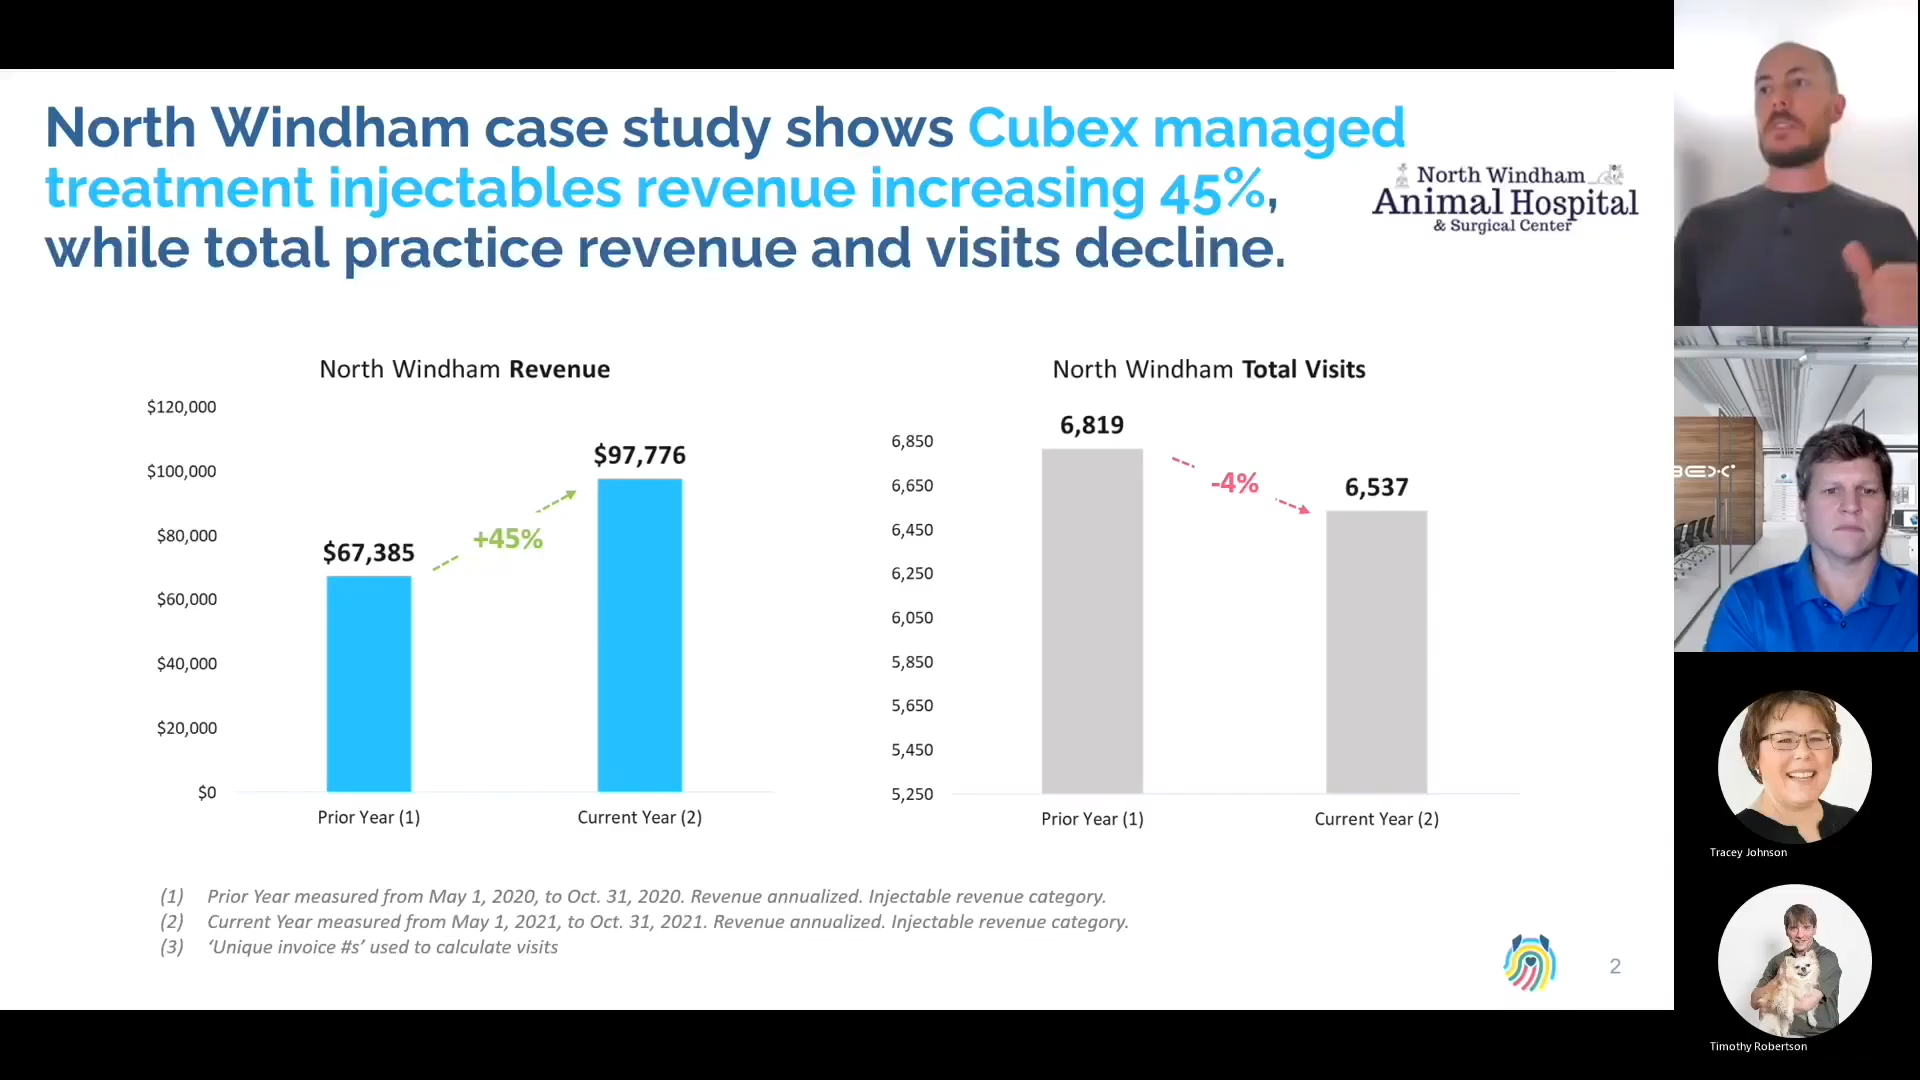 North Windham case study shows Cubex managed
treatment injectables revenue increasing 45%,
while total practice revenue and visits decline.
North Windham
Animal Hospital
& Surgical Center
North Windham Revenue
$120,000
$100,000
$80,000
$60,000
$40,000
$20,000
$0
$67,385
+45%
$97,776
Prior Year (1)
Current Year (2)
North Windham Total Visits
6,850
6,650
6,450
6,250
6,050
5,850
5,650
5,450
5,250
6,819
-4%
6,537
Prior Year (1)
Current Year (2)
(1) Prior Year measured from May 1, 2020, to Oct. 31, 2020. Revenue annualized. Injectable revenue category.
(2) Current Year measured from May 1, 2021, to Oct. 31, 2021. Revenue annualized. Injectable revenue category.
(3) ‘Unique invoice #s’ used to calculate visits
2
BEX
Tracey Johnson
Timothy Robertson